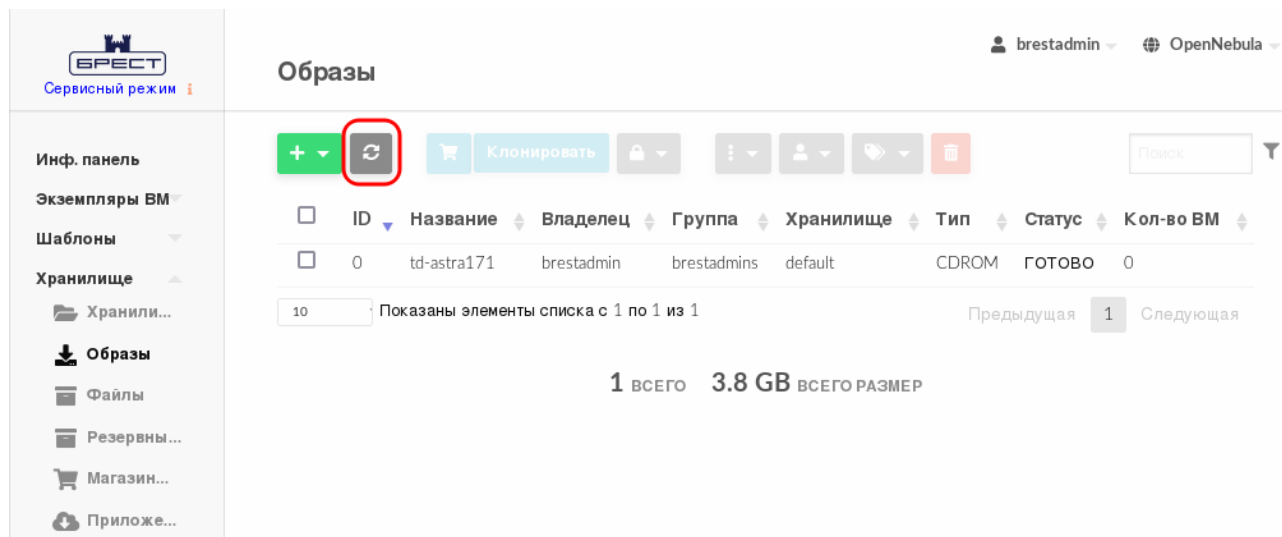 БРЕСТ
Сервисный режим i
brestadmin
OpenNebula
Образы
Инф. панель
Экземпляры ВМ
Шаблоны
Хранилище
Хранили...
Образы
Файлы
Резервны...
Магазин...
Приложе...
+
Клонировать
Поиск
ID Название Владелец Группа Хранилище Тип Статус Кол-во ВМ
0 td-astra171 brestadmin brestadmins default CDROM ГОТОВО 0
10 Показаны элементы списка с 1 по 1 из 1
Предыдущая 1 Следующая
1 ВСЕГО 3.8 GB ВСЕГО РАЗМЕР